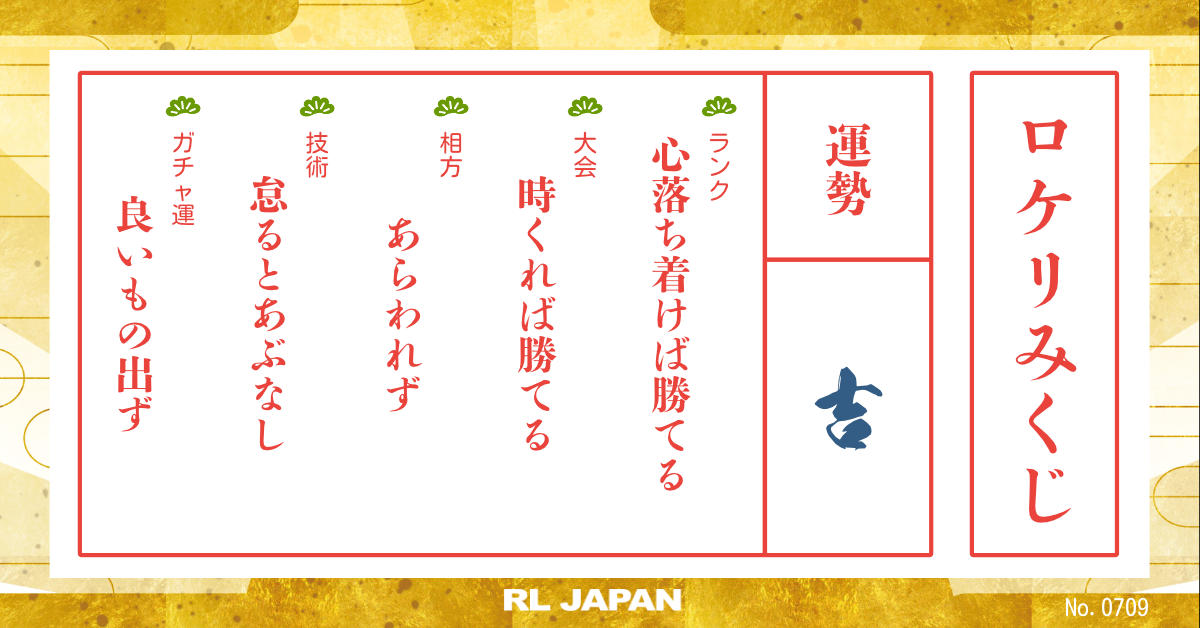 ロケリみくじ
運勢
吉
ランク
心落ち着けば勝てる
大会
時くれば勝てる
相方
あらわれず
技術
怠るとあぶなし
ガチャ運
良いもの出ず
RL JAPAN
No. 0709